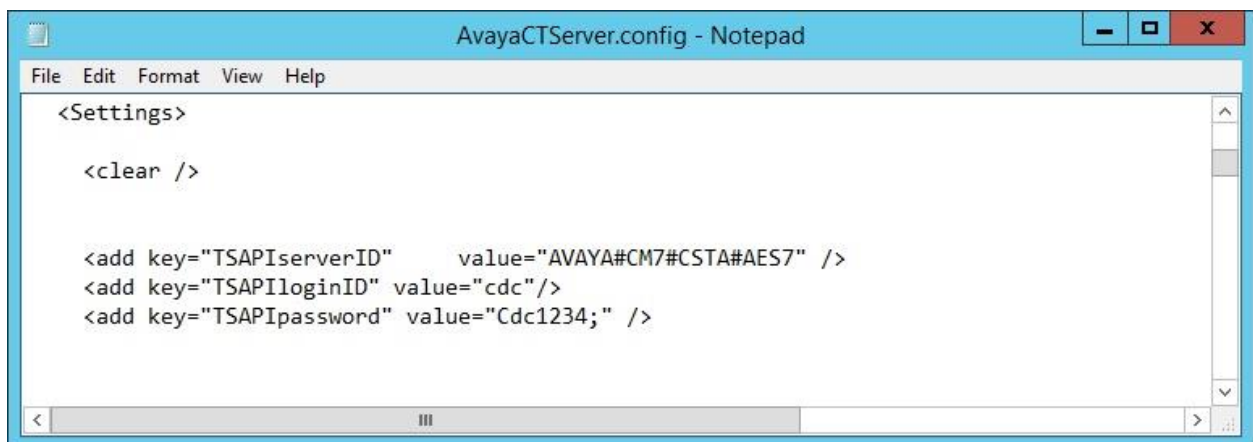 AvayaCTServer.config - Notepad
File Edit Format View Help
<Settings>
<clear />
<add key="TSAPIserverID" value="AVAYA#CM7#CSTA#AES7" />
<add key="TSAPIloginID" value="cdc"/>
<add key="TSAPIpassword" value="Cdc1234;" />